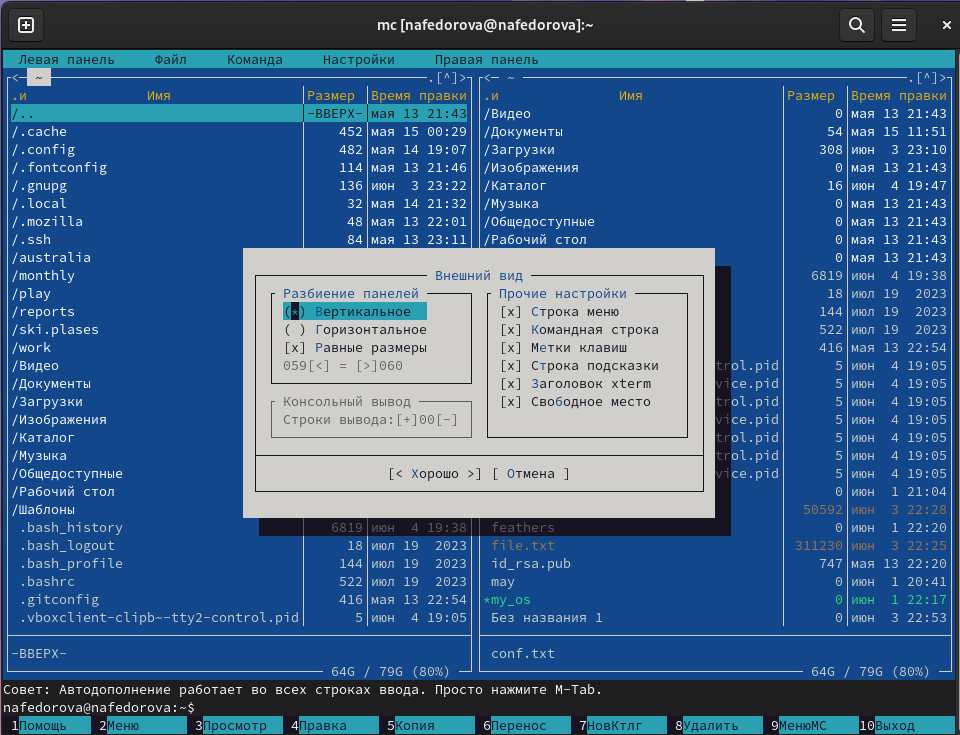 mc [nafedorova@nafedorova]:~
Левая панель Файл Команда Настройки Правая панель
<─ ~ .[^]> <─ ~ .[^]>
.и Имя Размер Время правки .и Имя Размер Время правки
/.. -ВВЕРХ- мая 13 21:43 /Видео 0 мая 13 21:43
/.cache 452 мая 15 00:29 /Документы 54 мая 15 11:51
/.config 482 мая 14 19:07 /Загрузки 308 июн 3 23:10
/.fontconfig 114 мая 13 21:46 /Изображения 0 мая 13 21:43
/.gnupg 136 июн 3 23:22 /Каталог 16 июн 4 19:47
/.local 32 мая 14 21:32 /Музыка 0 мая 13 21:43
/.mozilla 48 мая 13 22:01 /Общедоступные 0 мая 13 21:43
/.ssh 84 мая 13 23:11 /Рабочий стол 0 мая 13 21:43
/australia 0 мая 13 21:43
/monthly Внешний вид 6819 июн 4 19:38
/play Разбиение панелей Прочие настройки 18 июл 19 2023
/reports (*) Вертикальное [x] Строка меню 144 июл 19 2023
/ski.plases ( ) Горизонтальное [x] Командная строка 522 июл 19 2023
/work [x] Равные размеры [x] Метки клавиш 416 мая 13 22:54
/Видео 059[<] = [>]060 [x] Строка подсказки trol.pid 5 июн 4 19:05
/Документы [x] Заголовок xterm vice.pid 5 июн 4 19:05
/Загрузки Консольный вывод [x] Свободное место trol.pid 5 июн 4 19:05
/Изображения Строки вывода:[+]00[-] vice.pid 5 июн 4 19:05
/Каталог trol.pid 5 июн 4 19:05
/Музыка trol.pid 5 июн 4 19:05
/Общедоступные [< Хорошо >] [ Отмена ] vice.pid 5 июн 4 19:05
/Рабочий стол 0 июн 1 21:04
/Шаблоны 50592 июн 3 22:28
.bash_history 6819 июн 4 19:38 feathers 0 июн 1 22:20
.bash_logout 18 июл 19 2023 file.txt 311230 июн 3 22:25
.bash_profile 144 июл 19 2023 id_rsa.pub 747 мая 13 22:20
.bashrc 522 июл 19 2023 may 0 июн 1 20:41
.gitconfig 416 мая 13 22:54 *my_os 0 июн 1 22:17
.vboxclient-clipb~-tty2-control.pid 5 июн 4 19:05 Без названия 1 0 июн 3 22:53
-ВВЕРХ- conf.txt
64G / 79G (80%) 64G / 79G (80%)
Совет: Автодополнение работает во всех строках ввода. Просто нажмите M-Tab.
nafedorova@nafedorova:~$
1Помощь 2Меню 3Просмотр 4Правка 5Копия 6Перенос 7НовКтлг 8Удалить 9МенюMC 10Выход